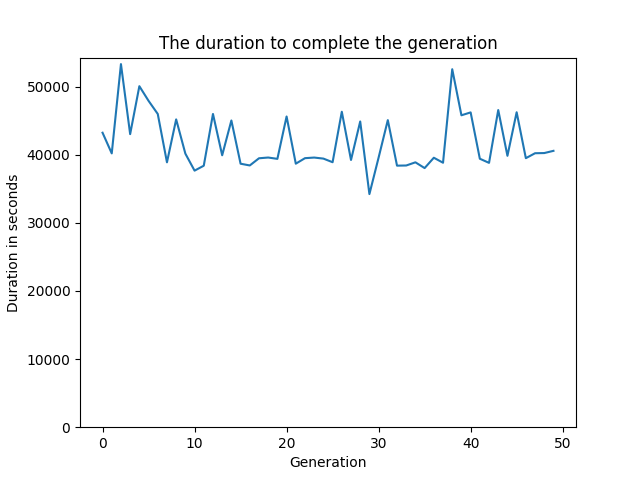 The duration to complete the generation
50000
40000
30000
20000
10000
0
Duration in seconds
0 10 20 30 40 50
Generation